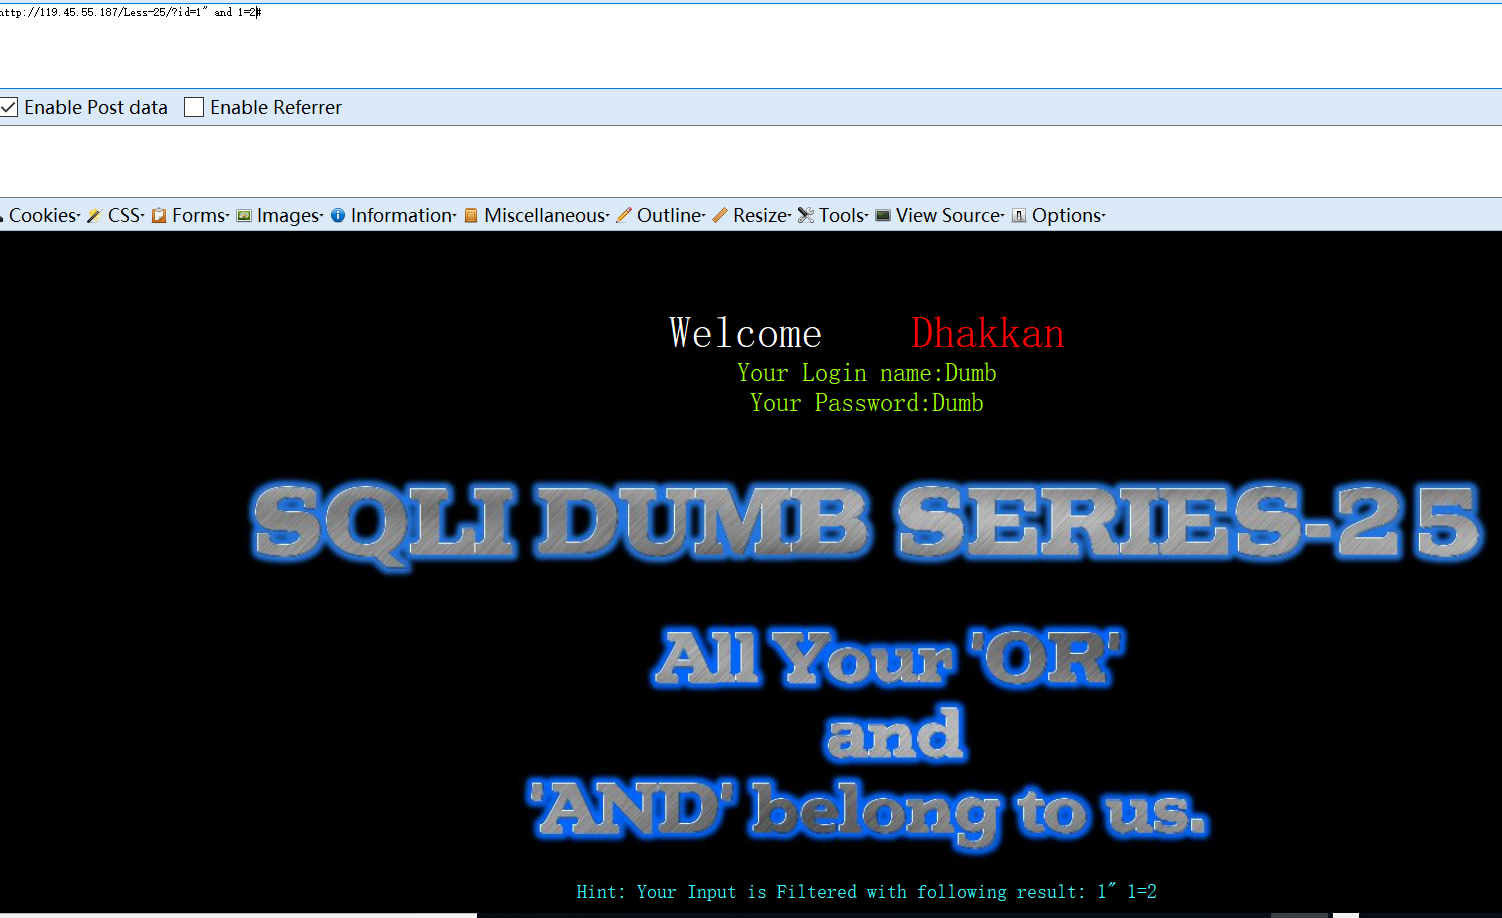 http://119.45.55.187/Less-25/?id=1" and 1=2#
Enable Post data Enable Referrer
Cookies CSS Forms Images Information Miscellaneous Outline Resize Tools View Source Options
Welcome Dhakkan
Your Login name:Dumb
Your Password:Dumb
SQLI DUMB SERIES-25
All Your 'OR'
and
'AND' belong to us.
Hint: Your Input is Filtered with following result: 1" 1=2